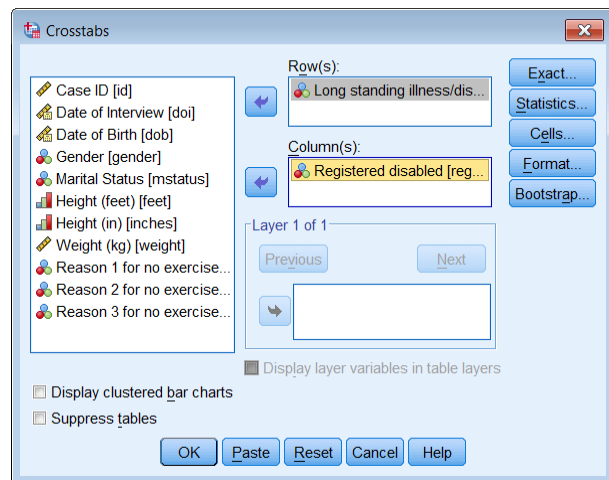 Crosstabs
Case ID [id]
Date of Interview [doi]
Date of Birth [dob]
Gender [gender]
Marital Status [mstatus]
Height (feet) [feet]
Height (in) [inches]
Weight (kg) [weight]
Reason 1 for no exercise...
Reason 2 for no exercise...
Reason 3 for no exercise...
Row(s):
Long standing illness/dis...
Column(s):
Registered disabled [reg...
Layer 1 of 1
Previous
Next
Display layer variables in table layers
Exact...
Statistics...
Cells...
Format...
Bootstrap...
Display clustered bar charts
Suppress tables
OK Paste Reset Cancel Help